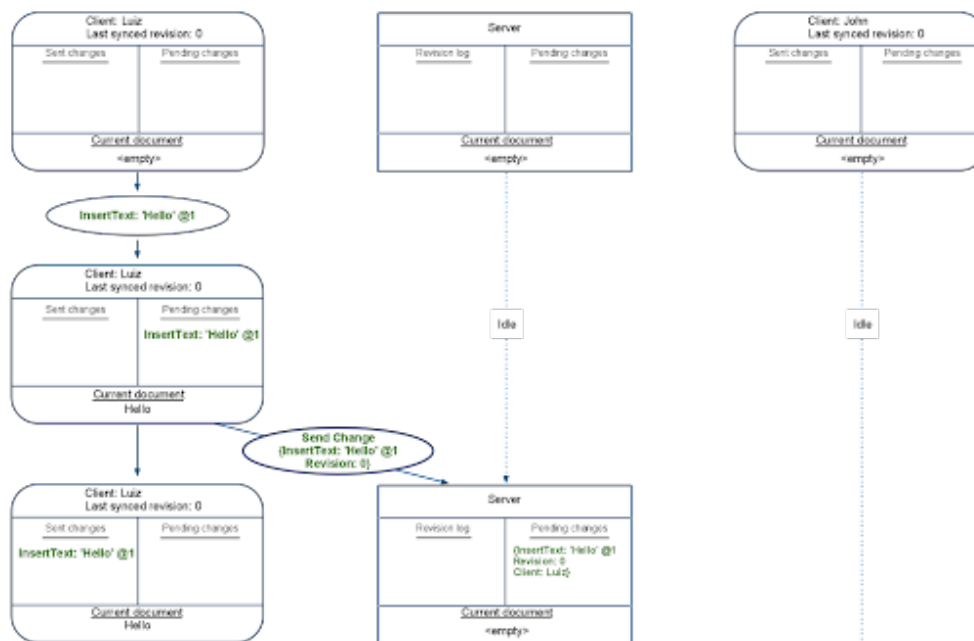 Client: Luiz
Last synced revision: 0
Sent changes
Pending changes
Current document
<empty>
Server
Revision log
Pending changes
Current document
<empty>
Client: John
Last synced revision: 0
Sent changes
Pending changes
Current document
<empty>
InsertText: 'Hello' @1
Client: Luiz
Last synced revision: 0
Sent changes
Pending changes
InsertText: 'Hello' @1
Current document
Hello
Idle
Idle
Send Change
{InsertText: 'Hello' @1
Revision: 0}
Client: Luiz
Last synced revision: 0
Sent changes
Pending changes
InsertText: 'Hello' @1
Current document
Hello
Server
Revision log
Pending changes
{InsertText: 'Hello' @1
Revision: 0
Client: Luiz}
Current document
<empty>